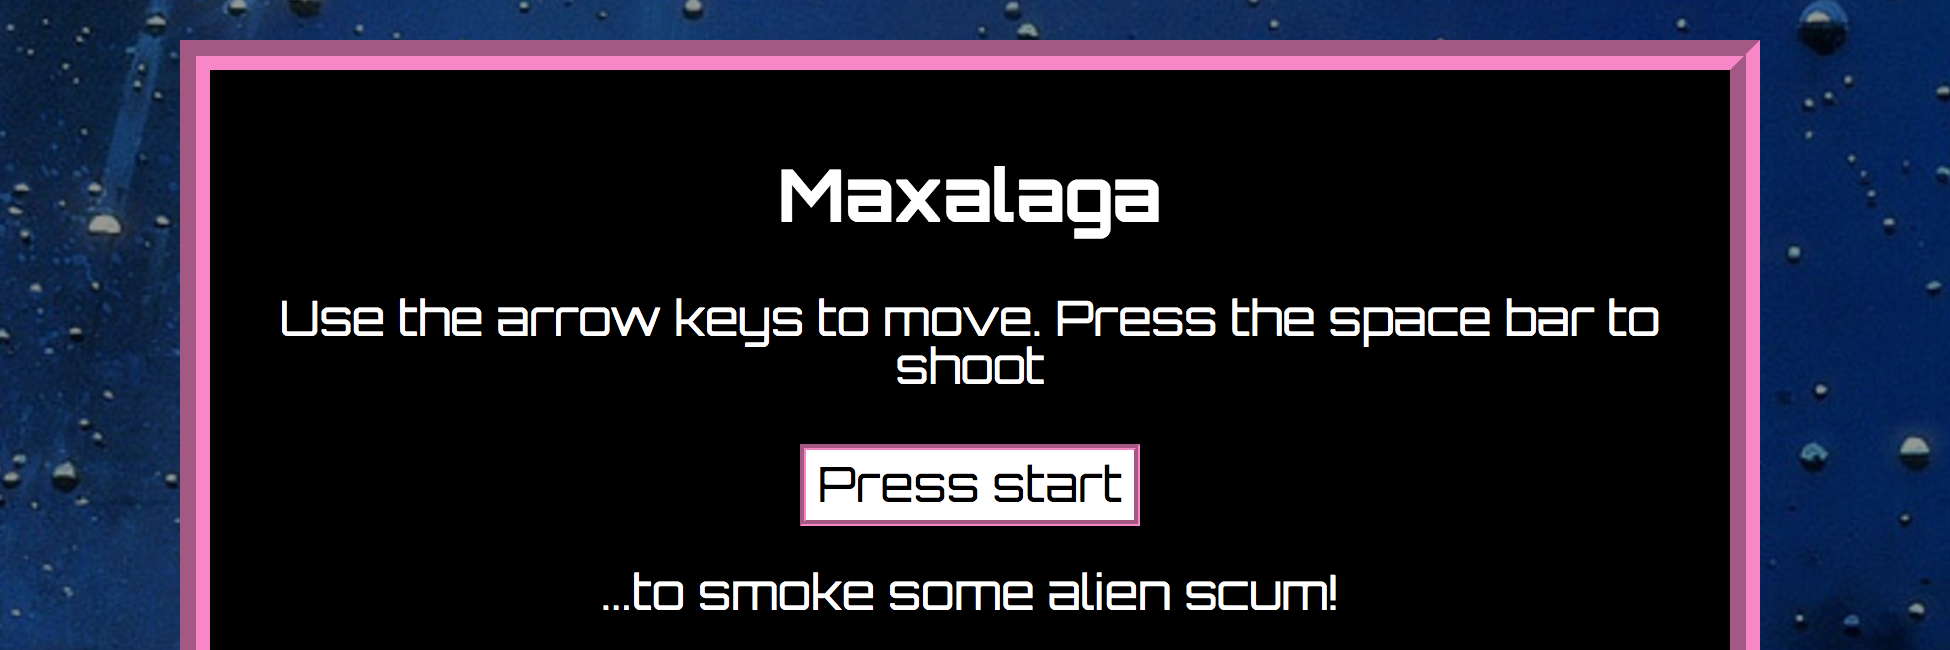 Maxalaga
Use the arrow keys to move. Press the space bar to
shoot
Press start
...to smoke some alien scum!